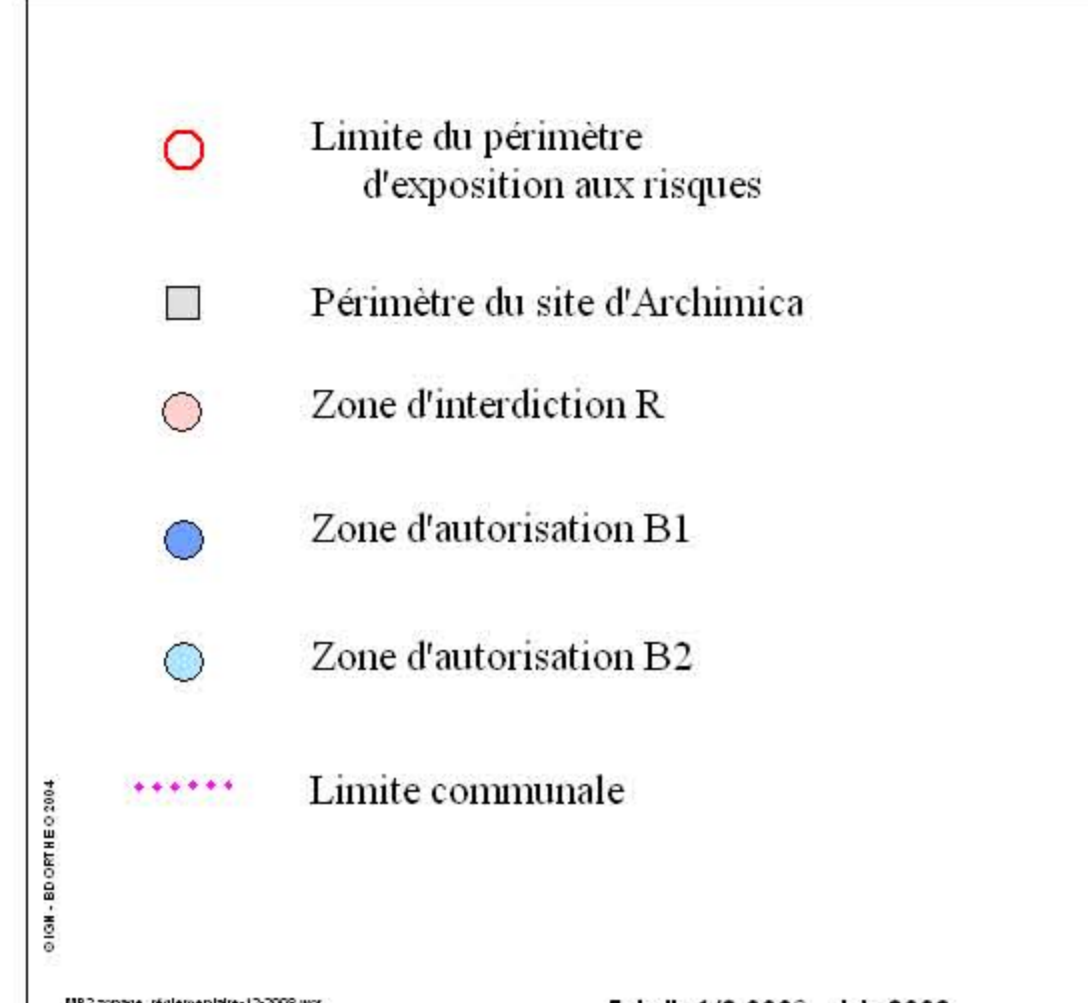 Limite du périmètre
d'exposition aux risques
Périmètre du site d'Archimica
Zone d'interdiction R
Zone d'autorisation B1
Zone d'autorisation B2
Limite communale
© IGN - BD ORTHE © 2004